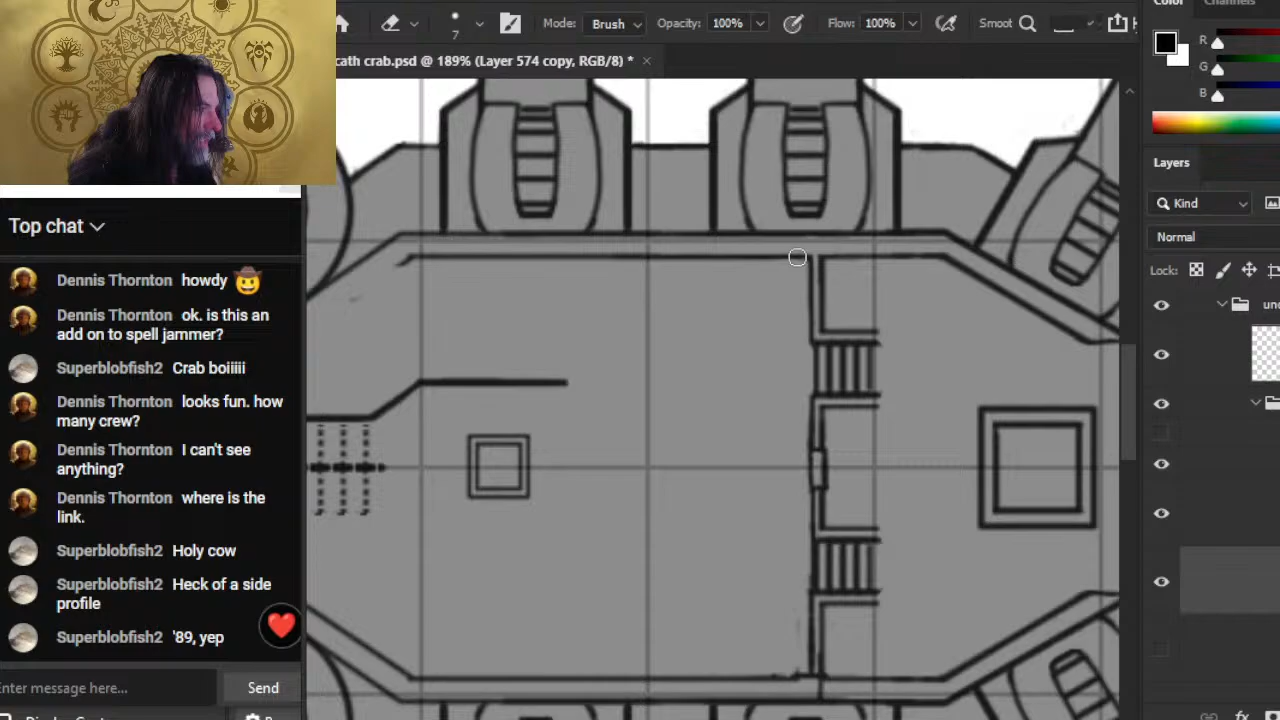 7
Mode: Brush
Opacity: 100%
Flow: 100%
Smoot
Color
Channels
cath crab.psd @ 189% (Layer 574 copy, RGB/8) *
R
G
B
Layers
Kind
Normal
Lock:
Top chat
Dennis Thornton howdy
Dennis Thornton ok. is this an
add on to spell jammer?
Superblobfish2 Crab boiiiii
Dennis Thornton looks fun. how
many crew?
Dennis Thornton I can't see
anything?
Dennis Thornton where is the
link.
Superblobfish2 Holy cow
Superblobfish2 Heck of a side
profile
Superblobfish2 '89, yep
Enter message here...
Send
fx